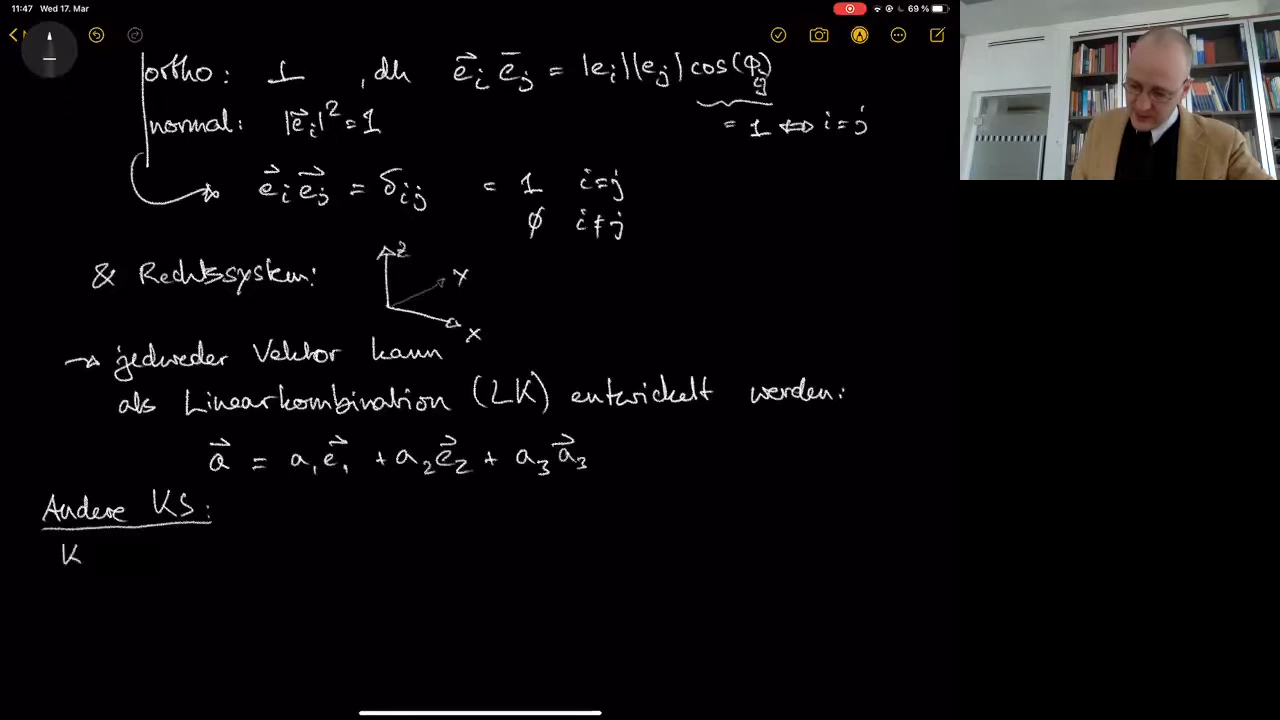 11:47 Wed 17. Mar 69 %
ortho: ⊥ , dh e⃗ᵢ e⃗ⱼ = |eᵢ||eⱼ| cos(φᵢⱼ)
normal: |e⃗ᵢ|² = 1 = 1 ⟺ i=j
e⃗ᵢ e⃗ⱼ = δᵢⱼ = 1 i=j
0 i≠j
& Rechtssystem: z y x
→ jedweder Vektor kann
als Linearkombination (LK) entwickelt werden:
a⃗ = a₁e⃗₁ + a₂e⃗₂ + a₃a⃗₃
Andere KS:
K